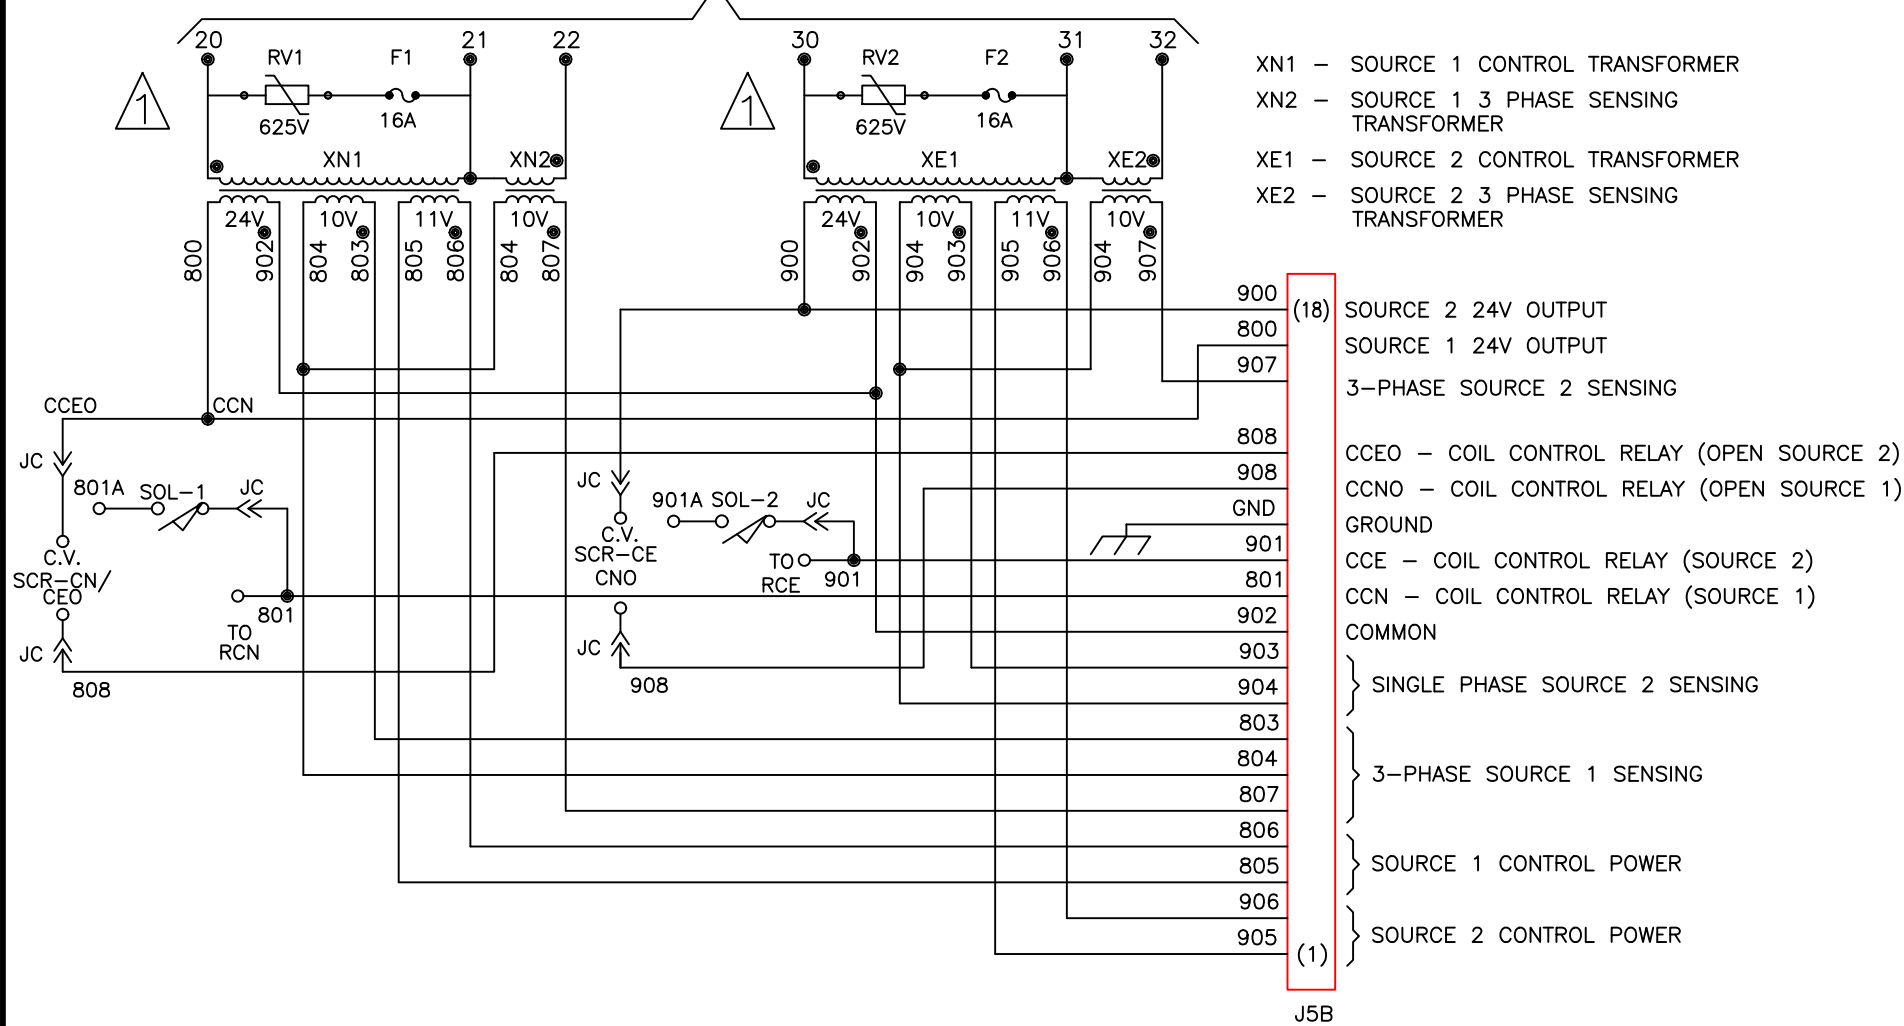 20
21
22
30
31
32
RV1
F1
RV2
F2
1
625V
16A
1
625V
16A
XN1
XN2
XE1
XE2
24V
10V
11V
10V
24V
10V
11V
10V
800
902
804
803
805
806
804
807
900
902
904
903
905
906
904
907
XN1 – SOURCE 1 CONTROL TRANSFORMER
XN2 – SOURCE 1 3 PHASE SENSING
TRANSFORMER
XE1 – SOURCE 2 CONTROL TRANSFORMER
XE2 – SOURCE 2 3 PHASE SENSING
TRANSFORMER
CCEO
CCN
JC
801A
SOL–1
JC
C.V.
SCR–CN/
CEO
JC
808
801
TO
RCN
JC
901A
SOL–2
JC
C.V.
SCR–CE
CNO
JC
908
TO
RCE
901
900
(18)
SOURCE 2 24V OUTPUT
800
SOURCE 1 24V OUTPUT
907
3–PHASE SOURCE 2 SENSING
808
CCEO – COIL CONTROL RELAY (OPEN SOURCE 2)
908
CCNO – COIL CONTROL RELAY (OPEN SOURCE 1)
GND
GROUND
901
CCE – COIL CONTROL RELAY (SOURCE 2)
801
CCN – COIL CONTROL RELAY (SOURCE 1)
902
COMMON
903
904
SINGLE PHASE SOURCE 2 SENSING
803
804
807
3–PHASE SOURCE 1 SENSING
806
805
SOURCE 1 CONTROL POWER
906
905
SOURCE 2 CONTROL POWER
(1)
J5B